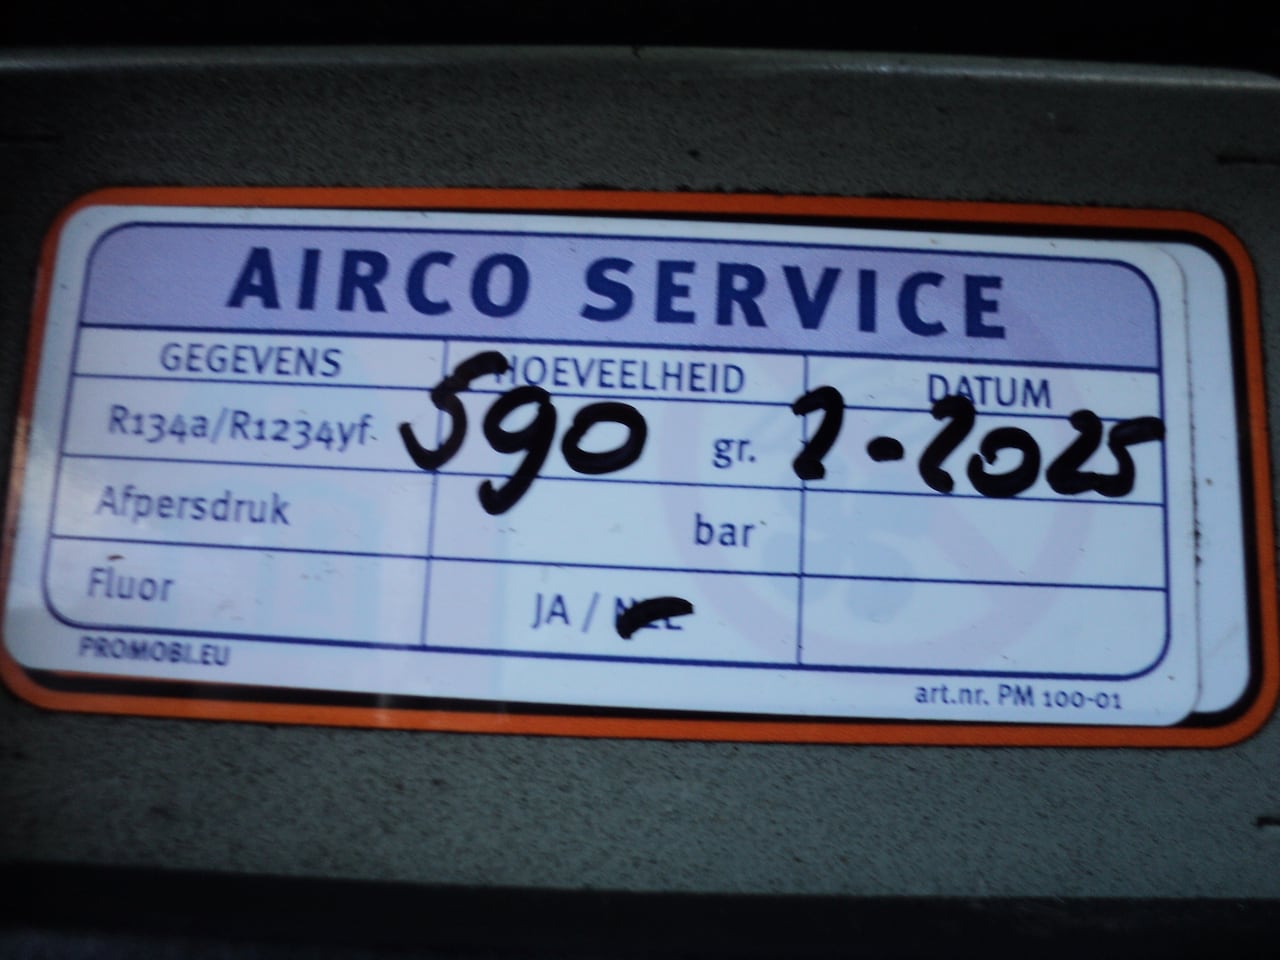 AIRCO SERVICE
GEGEVENS HOEVEELHEID DATUM
R134a/R1234yf. 590 gr. 2-2025
Afpersdruk bar
Fluor JA / NEE
PROMOBI.EU
art.nr. PM 100-01